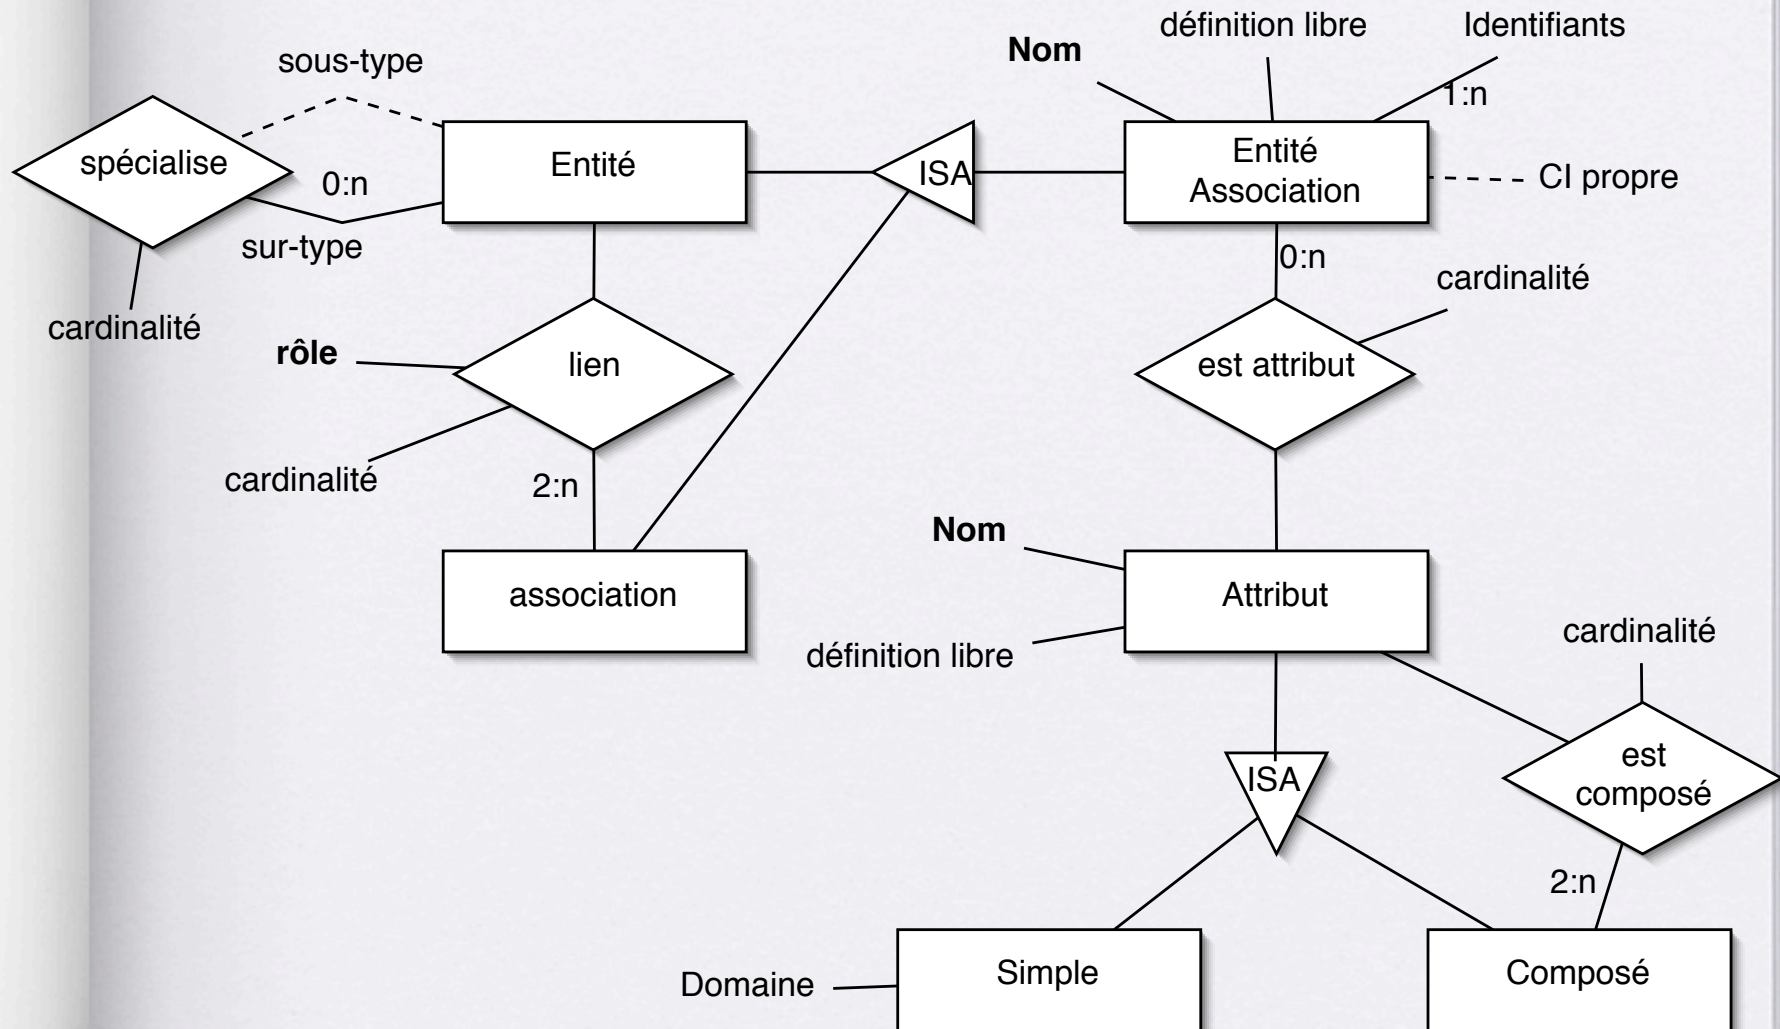 définition libre
Identifiants
Nom
sous-type
1:n
Entité
ISA
Entité
Association
spécialise
0:n
CI propre
sur-type
0:n
cardinalité
cardinalité
rôle
lien
est attribut
cardinalité
2:n
Nom
association
Attribut
cardinalité
définition libre
est
composé
ISA
2:n
Simple
Composé
Domaine